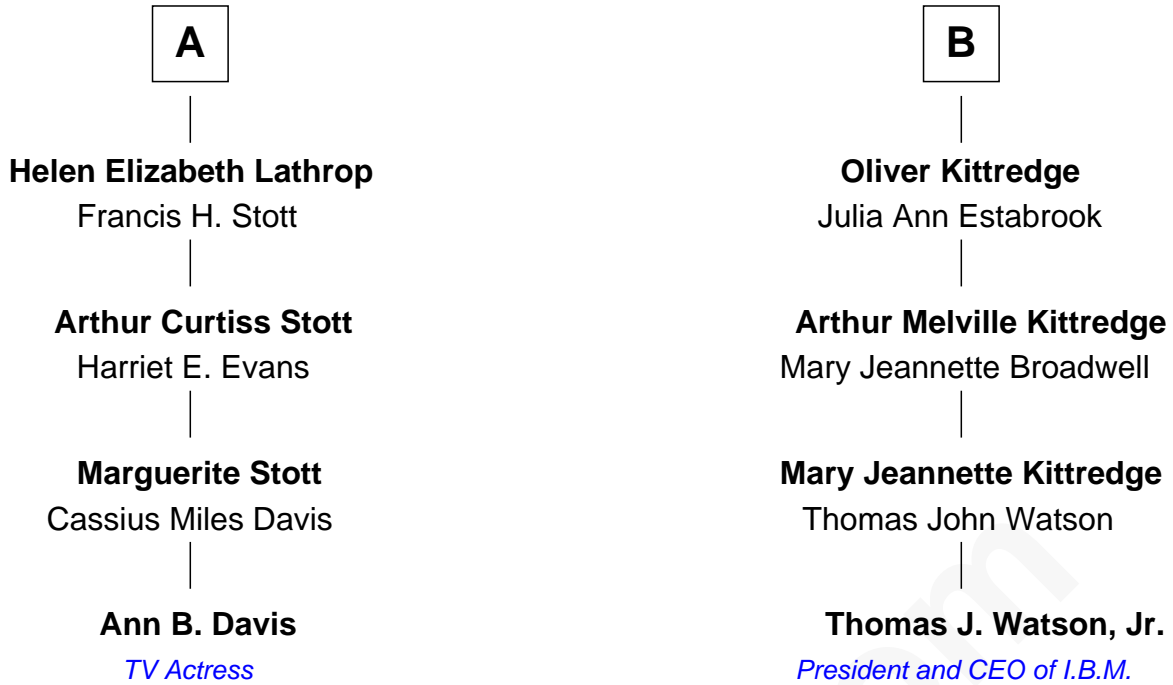 A
Helen Elizabeth Lathrop
Francis H. Stott
Arthur Curtiss Stott
Harriet E. Evans
Marguerite Stott
Cassius Miles Davis
Ann B. Davis
TV Actress
B
Oliver Kittredge
Julia Ann Estabrook
Arthur Melville Kittredge
Mary Jeannette Broadwell
Mary Jeannette Kittredge
Thomas John Watson
Thomas J. Watson, Jr.
President and CEO of I.B.M.